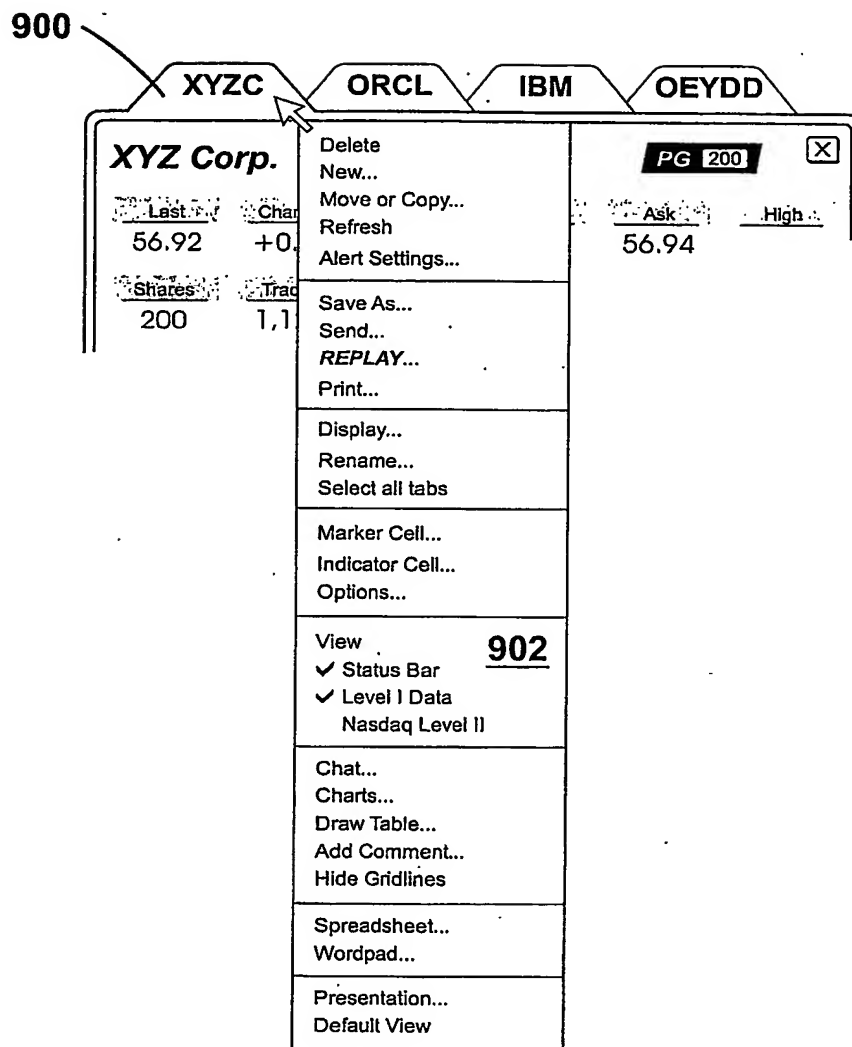 900
XYZC ORCL IBM OEYDD
XYZ Corp.
PG 200
X
Last Ask High
56.92 +0. 56.94
Shares
200 1,1
Delete
New...
Move or Copy...
Refresh
Alert Settings...
Save As...
Send...
REPLAY...
Print...
Display...
Rename...
Select all tabs
Marker Cell...
Indicator Cell...
Options...
View 902
✓ Status Bar
✓ Level I Data
Nasdaq Level II
Chat...
Charts...
Draw Table...
Add Comment...
Hide Gridlines
Spreadsheet...
Wordpad...
Presentation...
Default View